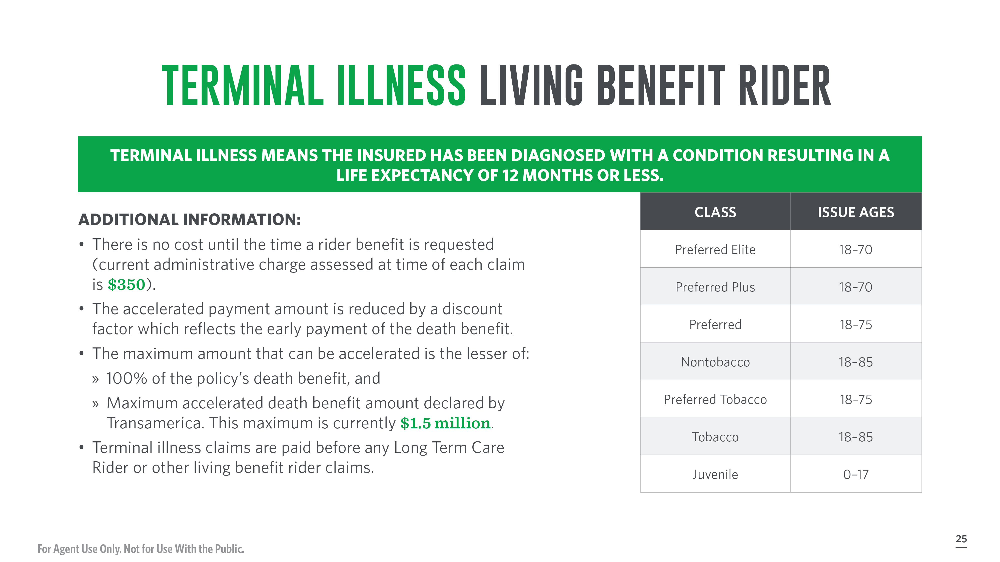 TERMINAL ILLNESS LIVING BENEFIT RIDER
TERMINAL ILLNESS MEANS THE INSURED HAS BEEN DIAGNOSED WITH A CONDITION RESULTING IN A
LIFE EXPECTANCY OF 12 MONTHS OR LESS.
ADDITIONAL INFORMATION:
• There is no cost until the time a rider benefit is requested
(current administrative charge assessed at time of each claim
is $350).
• The accelerated payment amount is reduced by a discount
factor which reflects the early payment of the death benefit.
• The maximum amount that can be accelerated is the lesser of:
» 100% of the policy’s death benefit, and
» Maximum accelerated death benefit amount declared by
Transamerica. This maximum is currently $1.5 million.
• Terminal illness claims are paid before any Long Term Care
Rider or other living benefit rider claims.
CLASS ISSUE AGES
Preferred Elite 18–70
Preferred Plus 18–70
Preferred 18–75
Nontobacco 18–85
Preferred Tobacco 18–75
Tobacco 18–85
Juvenile 0–17
For Agent Use Only. Not for Use With the Public.
25